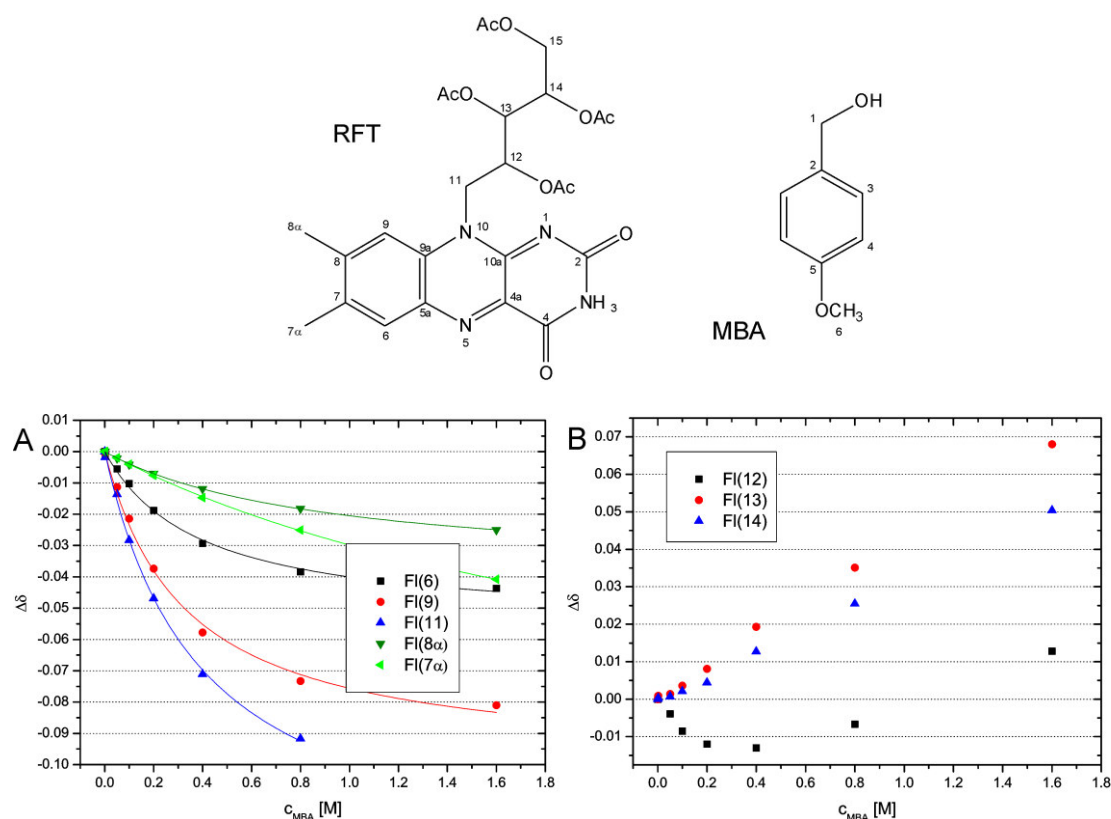 AcO
15
14
AcO
13
OAc
RFT
12
11
OAc
OH
1
2
3
4
5
OCH3
6
MBA
8α
9
10
1
N
N
O
9a
8
10a
2
7
4a
NH 3
5a
4
7α
6
N
5
O
A
0.01
0.00
-0.01
-0.02
-0.03
-0.04
-0.05
-0.06
-0.07
-0.08
-0.09
-0.10
Δδ
Fl(6)
Fl(9)
Fl(11)
Fl(8α)
Fl(7α)
0.0 0.2 0.4 0.6 0.8 1.0 1.2 1.4 1.6 1.8
cMBA [M]
B
0.07
0.06
0.05
0.04
0.03
0.02
0.01
0.00
-0.01
Δδ
Fl(12)
Fl(13)
Fl(14)
0.0 0.2 0.4 0.6 0.8 1.0 1.2 1.4 1.6 1.8
cMBA [M]